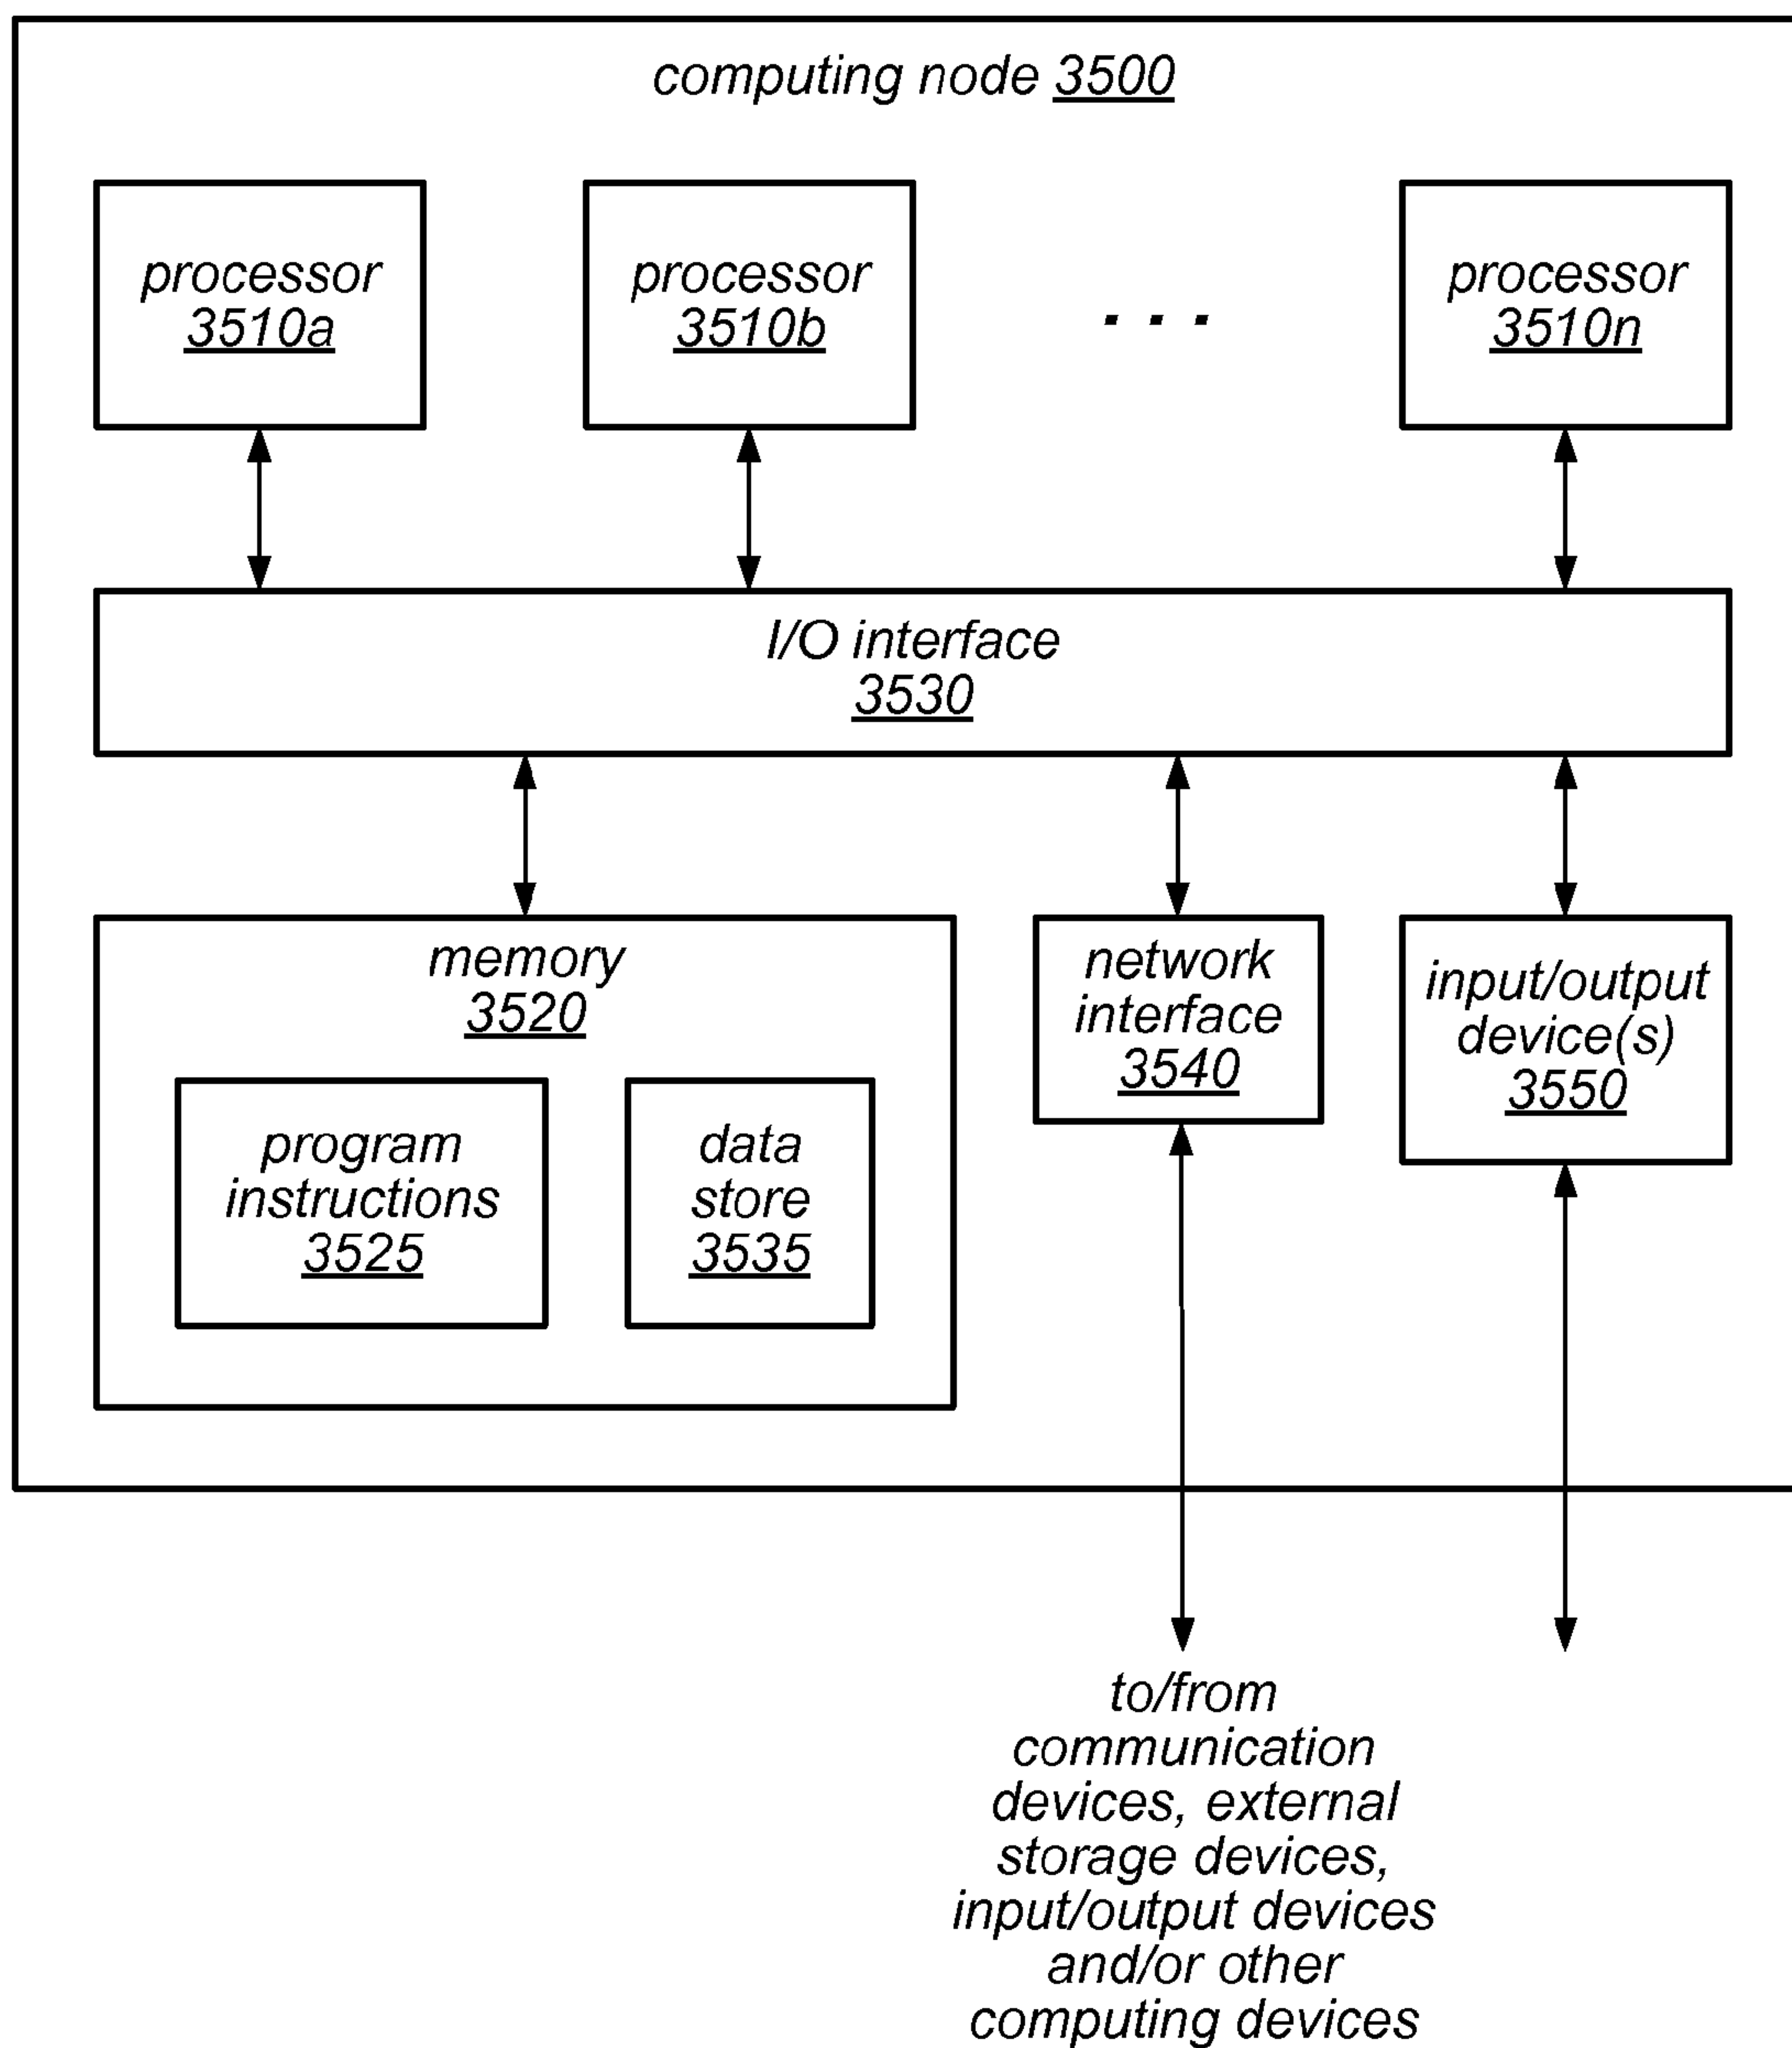 computing node 3500
processor
3510a
processor
3510b
. . .
processor
3510n
I/O interface
3530
memory
3520
program
instructions
3525
data
store
3535
network
interface
3540
input/output
device(s)
3550
to/from
communication
devices, external
storage devices,
input/output devices
and/or other
computing devices